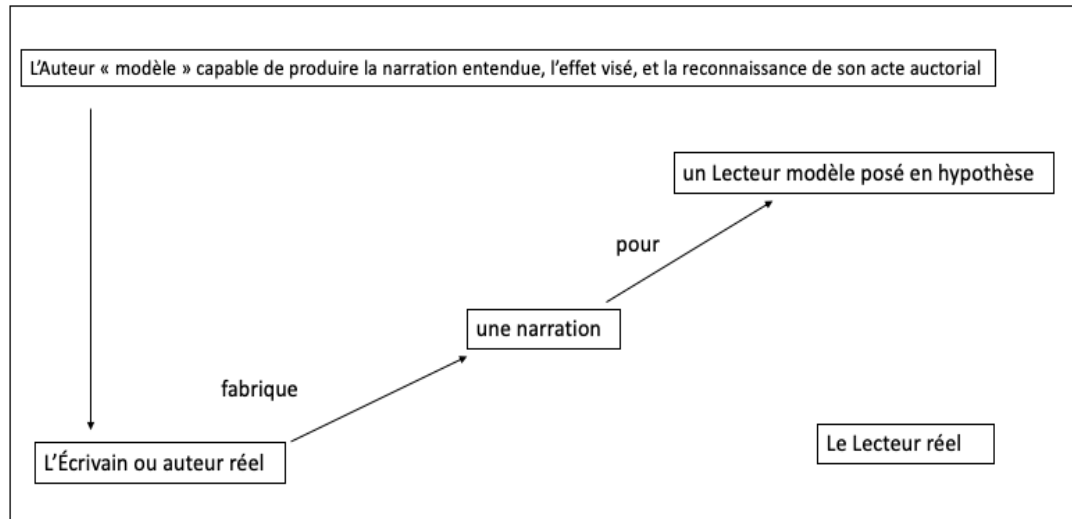 L’Auteur « modèle » capable de produire la narration entendue, l’effet visé, et la reconnaissance de son acte auctorial
un Lecteur modèle posé en hypothèse
pour
une narration
fabrique
Le Lecteur réel
L’Écrivain ou auteur réel